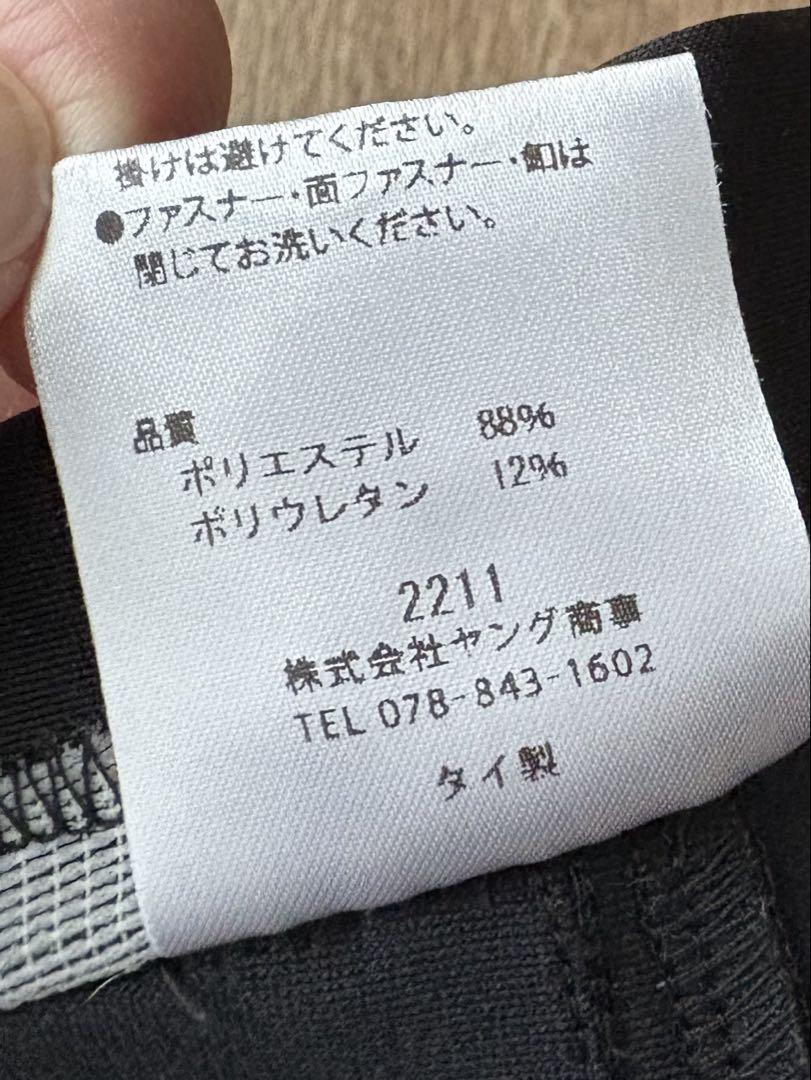 掛けは避けてください。
●ファスナー・面ファスナー・釦は
閉じてお洗いください。
品質
ポリエステル 88%
ポリウレタン 12%
2211
株式会社ヤング商事
TEL 078-843-1602
タイ製